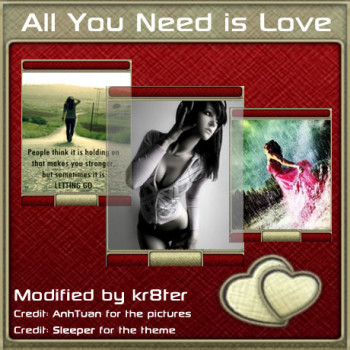 All You Need is Love
People think it is holding on
that makes you stronger,
but sometimes it is
LETTING GO
Modified by kr8ter
Credit: AnhTuan for the pictures
Credit: Sleeper for the theme